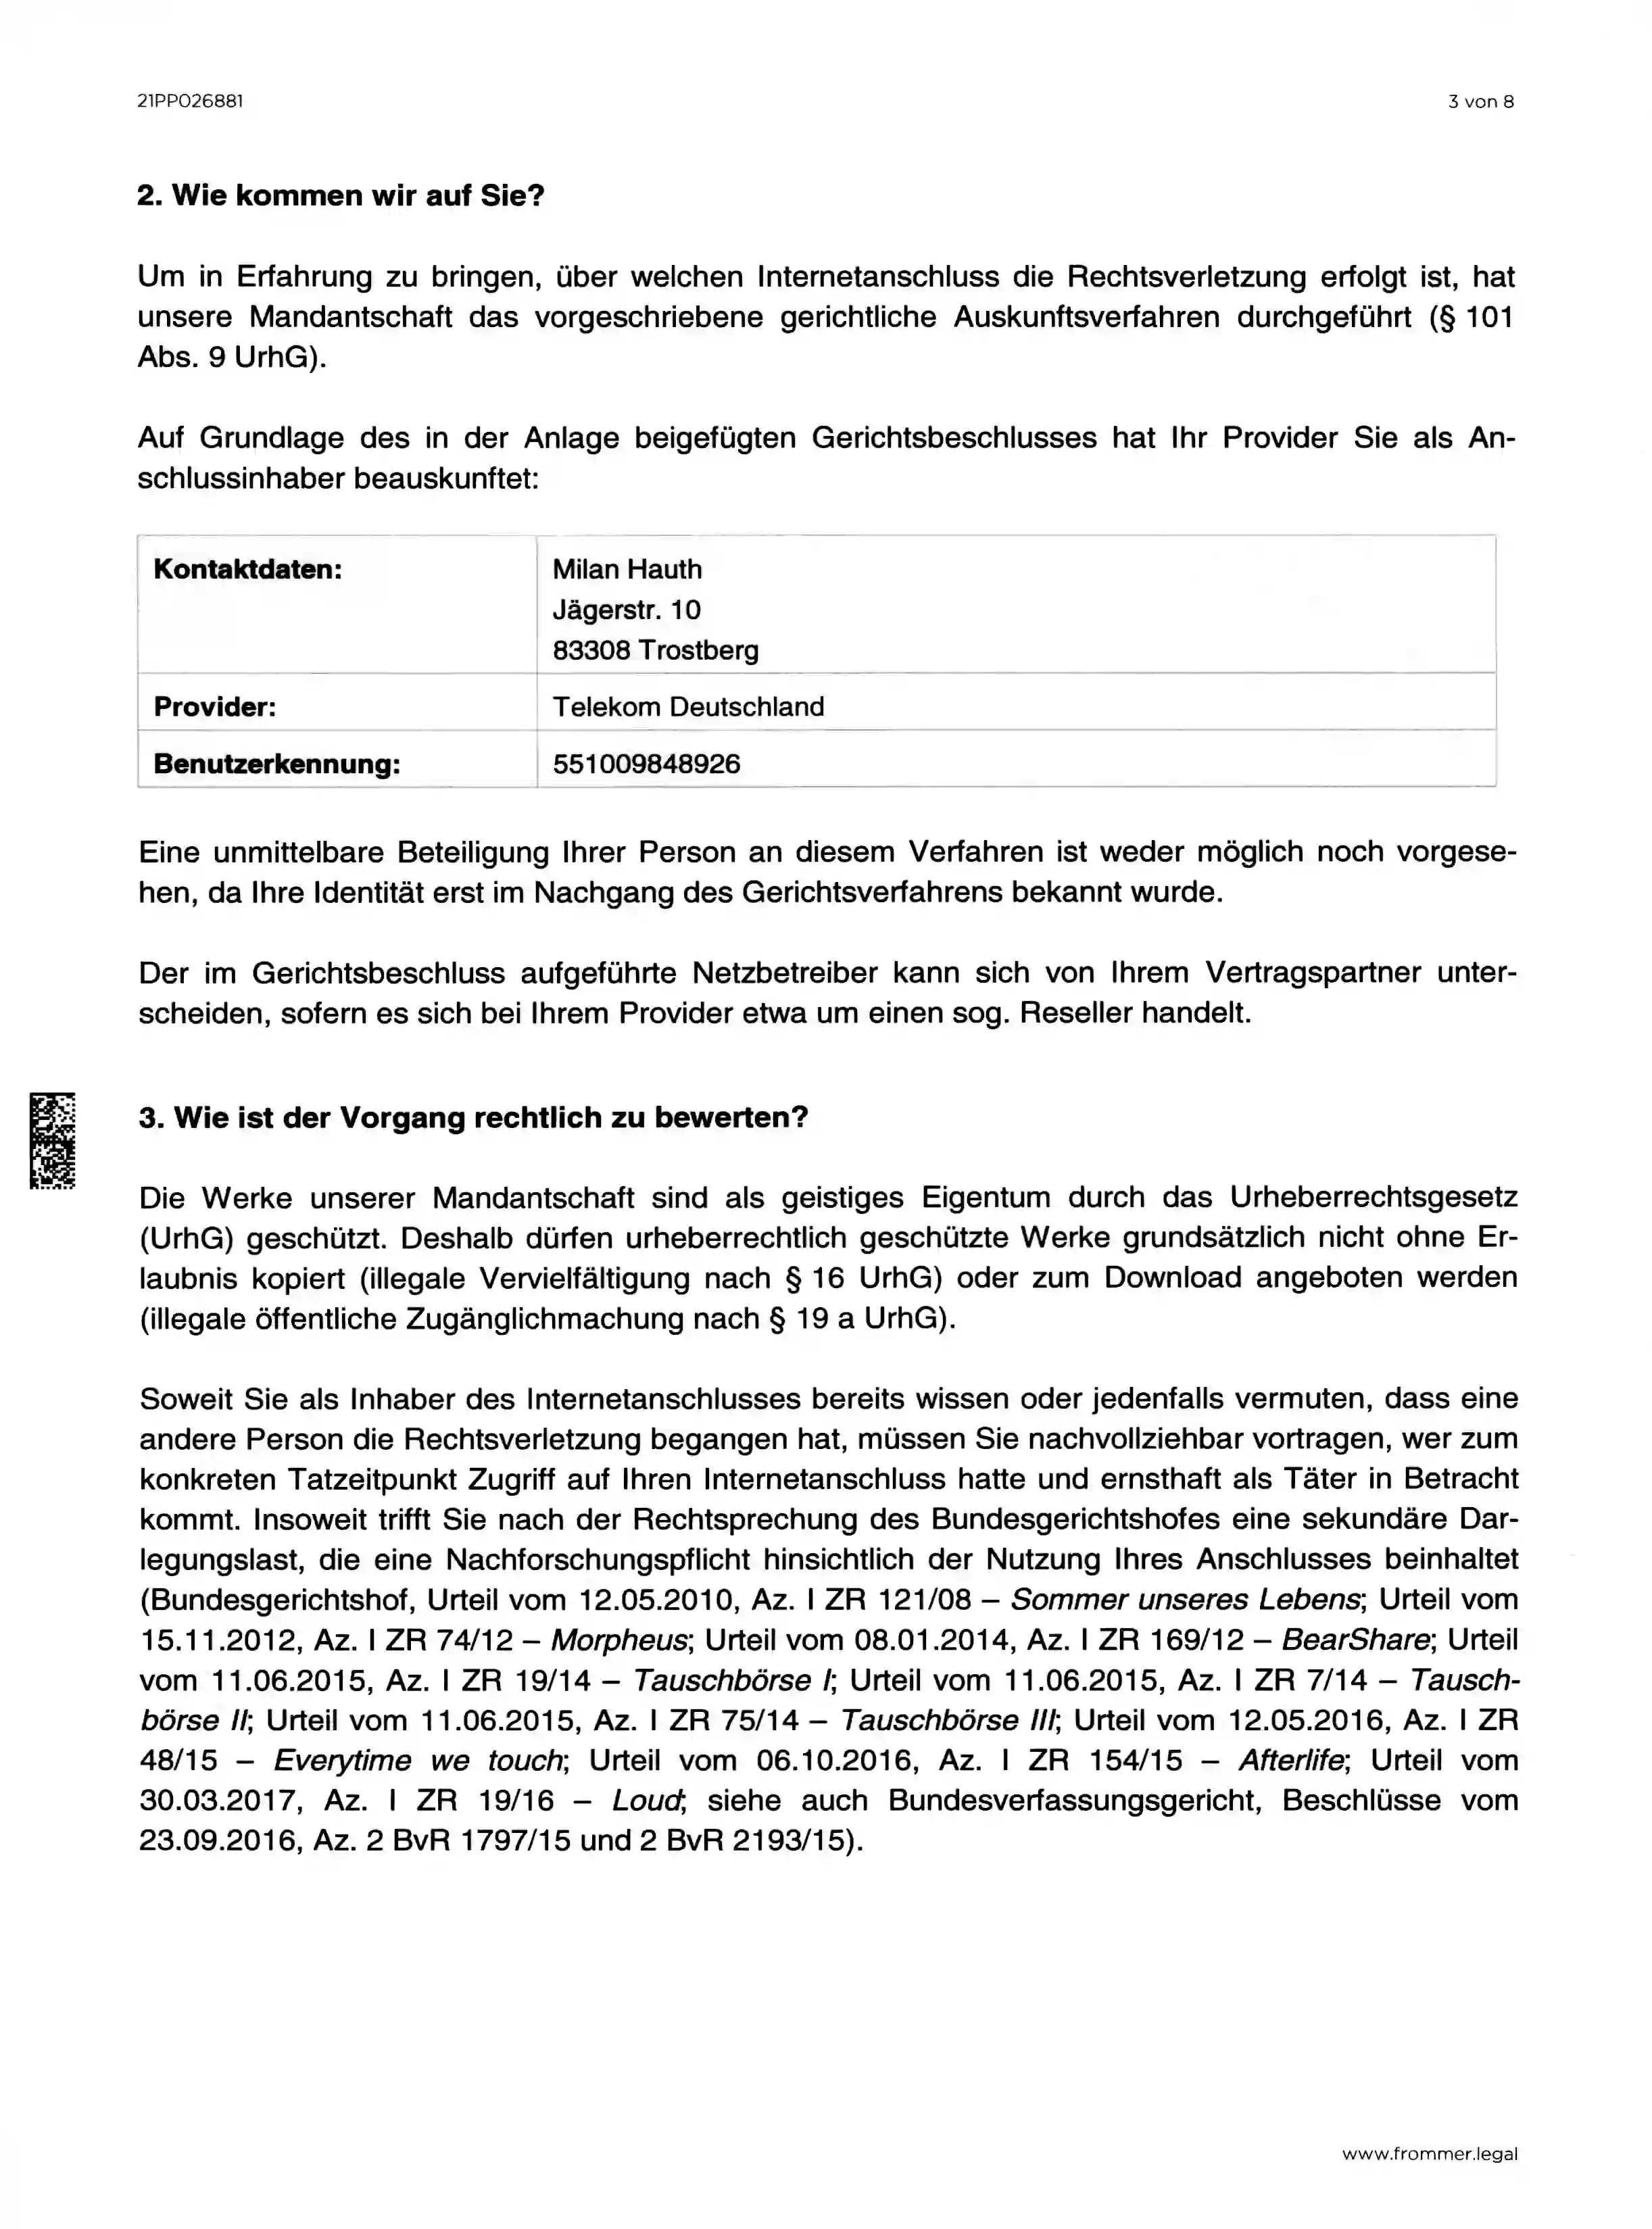 21PP026881
3 von 8
2. Wie kommen wir auf Sie?
Um in Erfahrung zu bringen, über welchen Internetanschluss die Rechtsverletzung erfolgt ist, hat
unsere Mandantschaft das vorgeschriebene gerichtliche Auskunftsverfahren durchgeführt (§ 101
Abs. 9 UrhG).
Auf Grundlage des in der Anlage beigefügten Gerichtsbeschlusses hat Ihr Provider Sie als An-
schlussinhaber beauskunftet:
Kontaktdaten:
Milan Hauth
Jägerstr. 10
83308 Trostberg
Provider:
Telekom Deutschland
Benutzerkennung:
551009848926
Eine unmittelbare Beteiligung Ihrer Person an diesem Verfahren ist weder möglich noch vorgese-
hen, da Ihre Identität erst im Nachgang des Gerichtsverfahrens bekannt wurde.
Der im Gerichtsbeschluss aufgeführte Netzbetreiber kann sich von Ihrem Vertragspartner unter-
scheiden, sofern es sich bei Ihrem Provider etwa um einen sog. Reseller handelt.
3. Wie ist der Vorgang rechtlich zu bewerten?
Die Werke unserer Mandantschaft sind als geistiges Eigentum durch das Urheberrechtsgesetz
(UrhG) geschützt. Deshalb dürfen urheberrechtlich geschützte Werke grundsätzlich nicht ohne Er-
laubnis kopiert (illegale Vervielfältigung nach § 16 UrhG) oder zum Download angeboten werden
(illegale öffentliche Zugänglichmachung nach § 19 a UrhG).
Soweit Sie als Inhaber des Internetanschlusses bereits wissen oder jedenfalls vermuten, dass eine
andere Person die Rechtsverletzung begangen hat, müssen Sie nachvollziehbar vortragen, wer zum
konkreten Tatzeitpunkt Zugriff auf Ihren Internetanschluss hatte und ernsthaft als Täter in Betracht
kommt. Insoweit trifft Sie nach der Rechtsprechung des Bundesgerichtshofes eine sekundäre Dar-
legungslast, die eine Nachforschungspflicht hinsichtlich der Nutzung Ihres Anschlusses beinhaltet
(Bundesgerichtshof, Urteil vom 12.05.2010, Az. I ZR 121/08 – Sommer unseres Lebens; Urteil vom
15.11.2012, Az. I ZR 74/12 – Morpheus; Urteil vom 08.01.2014, Az. I ZR 169/12 – BearShare; Urteil
vom 11.06.2015, Az. I ZR 19/14 – Tauschbörse I; Urteil vom 11.06.2015, Az. I ZR 7/14 – Tausch-
börse II; Urteil vom 11.06.2015, Az. I ZR 75/14 – Tauschbörse III; Urteil vom 12.05.2016, Az. I ZR
48/15 – Everytime we touch; Urteil vom 06.10.2016, Az. I ZR 154/15 – Afterlife; Urteil vom
30.03.2017, Az. I ZR 19/16 – Loud; siehe auch Bundesverfassungsgericht, Beschlüsse vom
23.09.2016, Az. 2 BvR 1797/15 und 2 BvR 2193/15).
www.frommer.legal